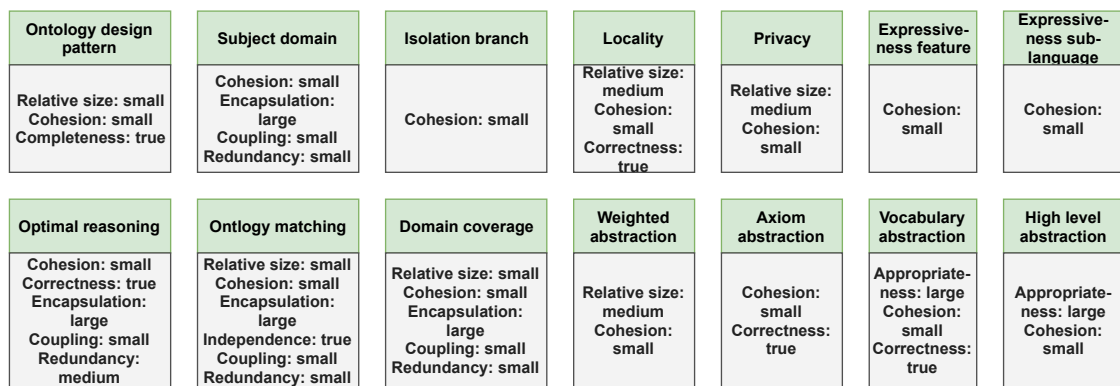 Ontology design
pattern
Relative size: small
Cohesion: small
Completeness: true
Subject domain
Cohesion: small
Encapsulation:
large
Coupling: small
Redundancy: small
Isolation branch
Cohesion: small
Locality
Relative size:
medium
Cohesion:
small
Correctness:
true
Privacy
Relative size:
medium
Cohesion:
small
Expressive-
ness feature
Cohesion:
small
Expressive-
ness sub-
language
Cohesion:
small
Optimal reasoning
Cohesion: small
Correctness: true
Encapsulation:
large
Coupling: small
Redundancy:
medium
Ontlogy matching
Relative size: small
Cohesion: small
Encapsulation:
large
Independence: true
Coupling: small
Redundancy: small
Domain coverage
Relative size: small
Cohesion: small
Encapsulation:
large
Coupling: small
Redundancy: small
Weighted
abstraction
Relative size:
medium
Cohesion:
small
Axiom
abstraction
Cohesion:
small
Correctness:
true
Vocabulary
abstraction
Appropriate-
ness: large
Cohesion:
small
Correctness:
true
High level
abstraction
Appropriate-
ness: large
Cohesion:
small